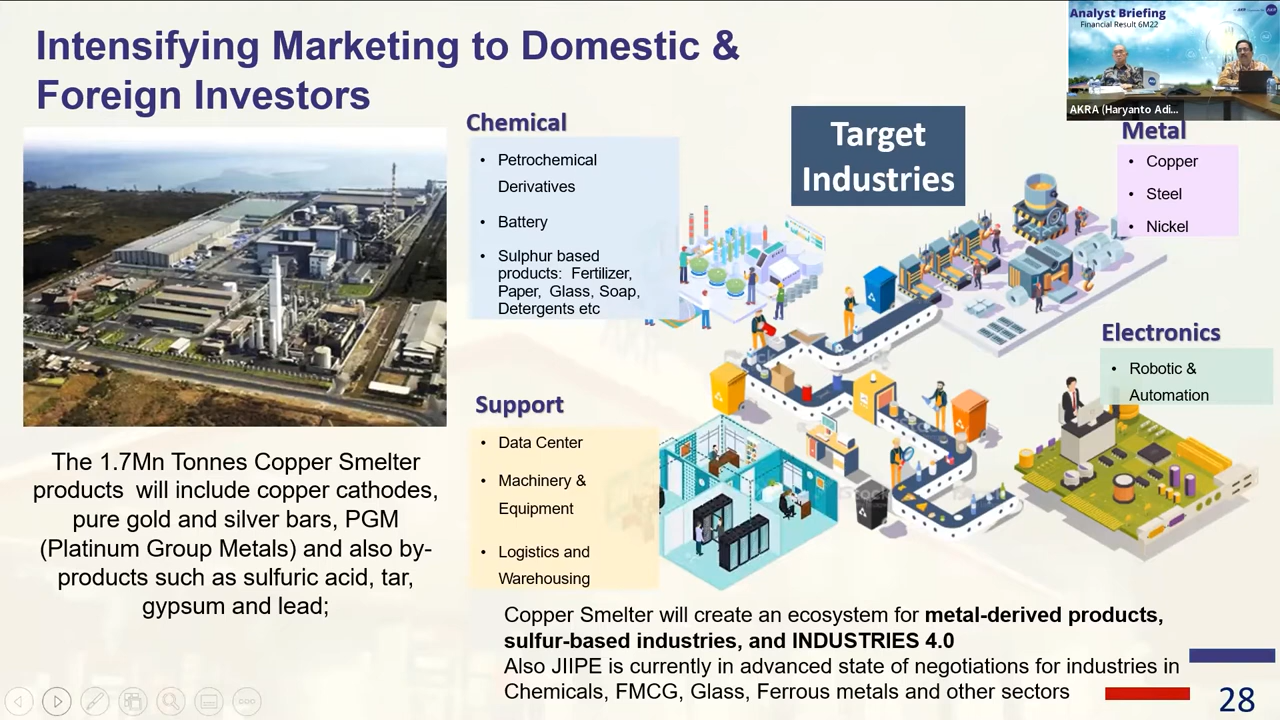 Intensifying Marketing to Domestic &
Foreign Investors
Analyst Briefing
Financial Result 6M22
AKRA (Haryanto Adi...
Chemical
• Petrochemical
Derivatives
• Battery
• Sulphur based
products: Fertilizer,
Paper, Glass, Soap,
Detergents etc
Target
Industries
Metal
• Copper
• Steel
• Nickel
Electronics
• Robotic &
Automation
Support
• Data Center
• Machinery &
Equipment
• Logistics and
Warehousing
The 1.7Mn Tonnes Copper Smelter
products will include copper cathodes,
pure gold and silver bars, PGM
(Platinum Group Metals) and also by-
products such as sulfuric acid, tar,
gypsum and lead;
Copper Smelter will create an ecosystem for metal-derived products,
sulfur-based industries, and INDUSTRIES 4.0
Also JIIPE is currently in advanced state of negotiations for industries in
Chemicals, FMCG, Glass, Ferrous metals and other sectors
28